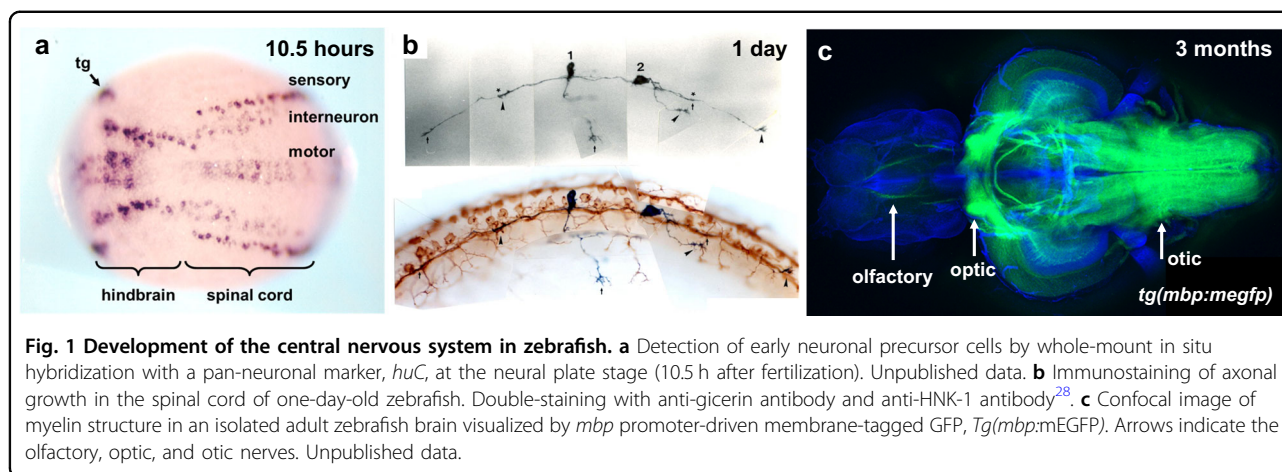 a
10.5 hours
tg
sensory
interneuron
motor
hindbrain
spinal cord
b
1 day
1
2
*
*
c
3 months
olfactory
optic
otic
tg(mbp:megfp)
Fig. 1 Development of the central nervous system in zebrafish. a Detection of early neuronal precursor cells by whole-mount in situ
hybridization with a pan-neuronal marker, huC, at the neural plate stage (10.5 h after fertilization). Unpublished data. b Immunostaining of axonal
growth in the spinal cord of one-day-old zebrafish. Double-staining with anti-gicerin antibody and anti-HNK-1 antibody28. c Confocal image of
myelin structure in an isolated adult zebrafish brain visualized by mbp promoter-driven membrane-tagged GFP, Tg(mbp:mEGFP). Arrows indicate the
olfactory, optic, and otic nerves. Unpublished data.